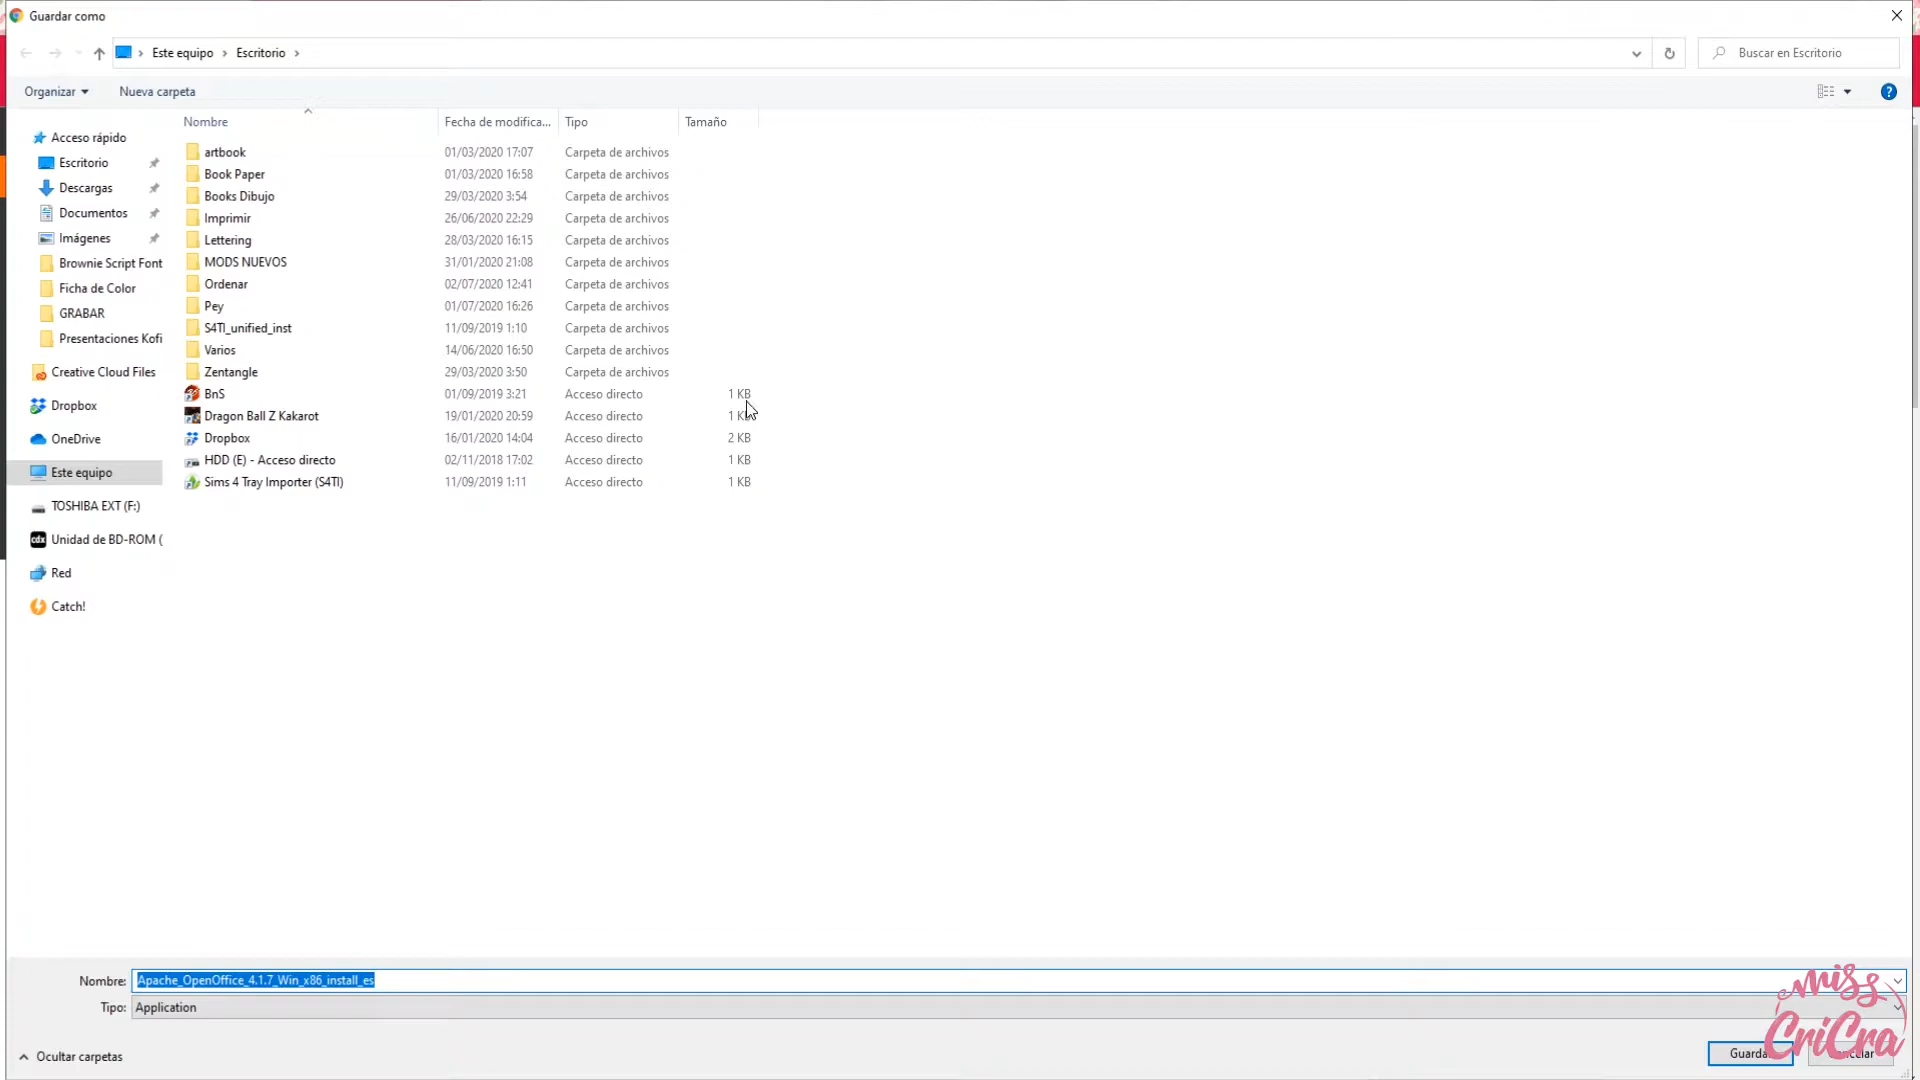 Guardar como
Este equipo > Escritorio >
Buscar en Escritorio
Organizar
Nueva carpeta
Nombre
Fecha de modifica...
Tipo
Tamaño
Acceso rápido
Escritorio
Descargas
Documentos
Imágenes
Brownie Script Font
Ficha de Color
GRABAR
Presentaciones Kofi
Creative Cloud Files
Dropbox
OneDrive
Este equipo
TOSHIBA EXT (F:)
Unidad de BD-ROM (
Red
Catch!
artbook 01/03/2020 17:07 Carpeta de archivos
Book Paper 01/03/2020 16:58 Carpeta de archivos
Books Dibujo 29/03/2020 3:54 Carpeta de archivos
Imprimir 26/06/2020 22:29 Carpeta de archivos
Lettering 28/03/2020 16:15 Carpeta de archivos
MODS NUEVOS 31/01/2020 21:08 Carpeta de archivos
Ordenar 02/07/2020 12:41 Carpeta de archivos
Pey 01/07/2020 16:26 Carpeta de archivos
S4TI_unified_inst 11/09/2019 1:10 Carpeta de archivos
Varios 14/06/2020 16:50 Carpeta de archivos
Zentangle 29/03/2020 3:50 Carpeta de archivos
BnS 01/09/2019 3:21 Acceso directo 1 KB
Dragon Ball Z Kakarot 19/01/2020 20:59 Acceso directo 1 KB
Dropbox 16/01/2020 14:04 Acceso directo 2 KB
HDD (E) - Acceso directo 02/11/2018 17:02 Acceso directo 1 KB
Sims 4 Tray Importer (S4TI) 11/09/2019 1:11 Acceso directo 1 KB
Nombre: Apache_OpenOffice_4.1.7_Win_x86_install_es
Tipo: Application
Ocultar carpetas
miss
CriCra